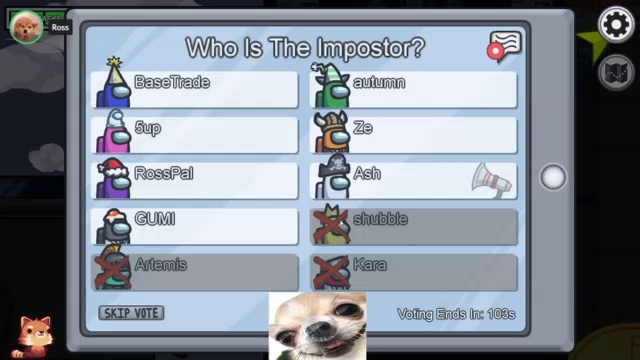 Ross
Who Is The Impostor?
BaseTrade
autumn
5up
Ze
RossPal
Ash
GUMI
shubble
Artemis
Kara
SKIP VOTE
Voting Ends In: 103s